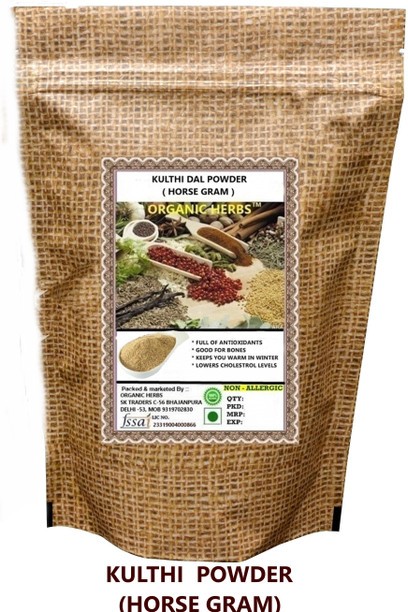 KULTHI DAL POWDER
( HORSE GRAM )
ORGANIC HERBS™
* FULL OF ANTIOXIDANTS
* GOOD FOR BONES
* KEEPS YOU WARM IN WINTER
* LOWERS CHOLESTROL LEVELS
Packed & marketed By ::
ORGANIC HERBS
SK TRADERS C-56 BHAJANPURA
DELHI -53, MOB 9319702830
fssai LIC NO.
23319004000866
NON - ALLERGIC
QTY:
PKD:
MRP:
EXP:
KULTHI POWDER
(HORSE GRAM)